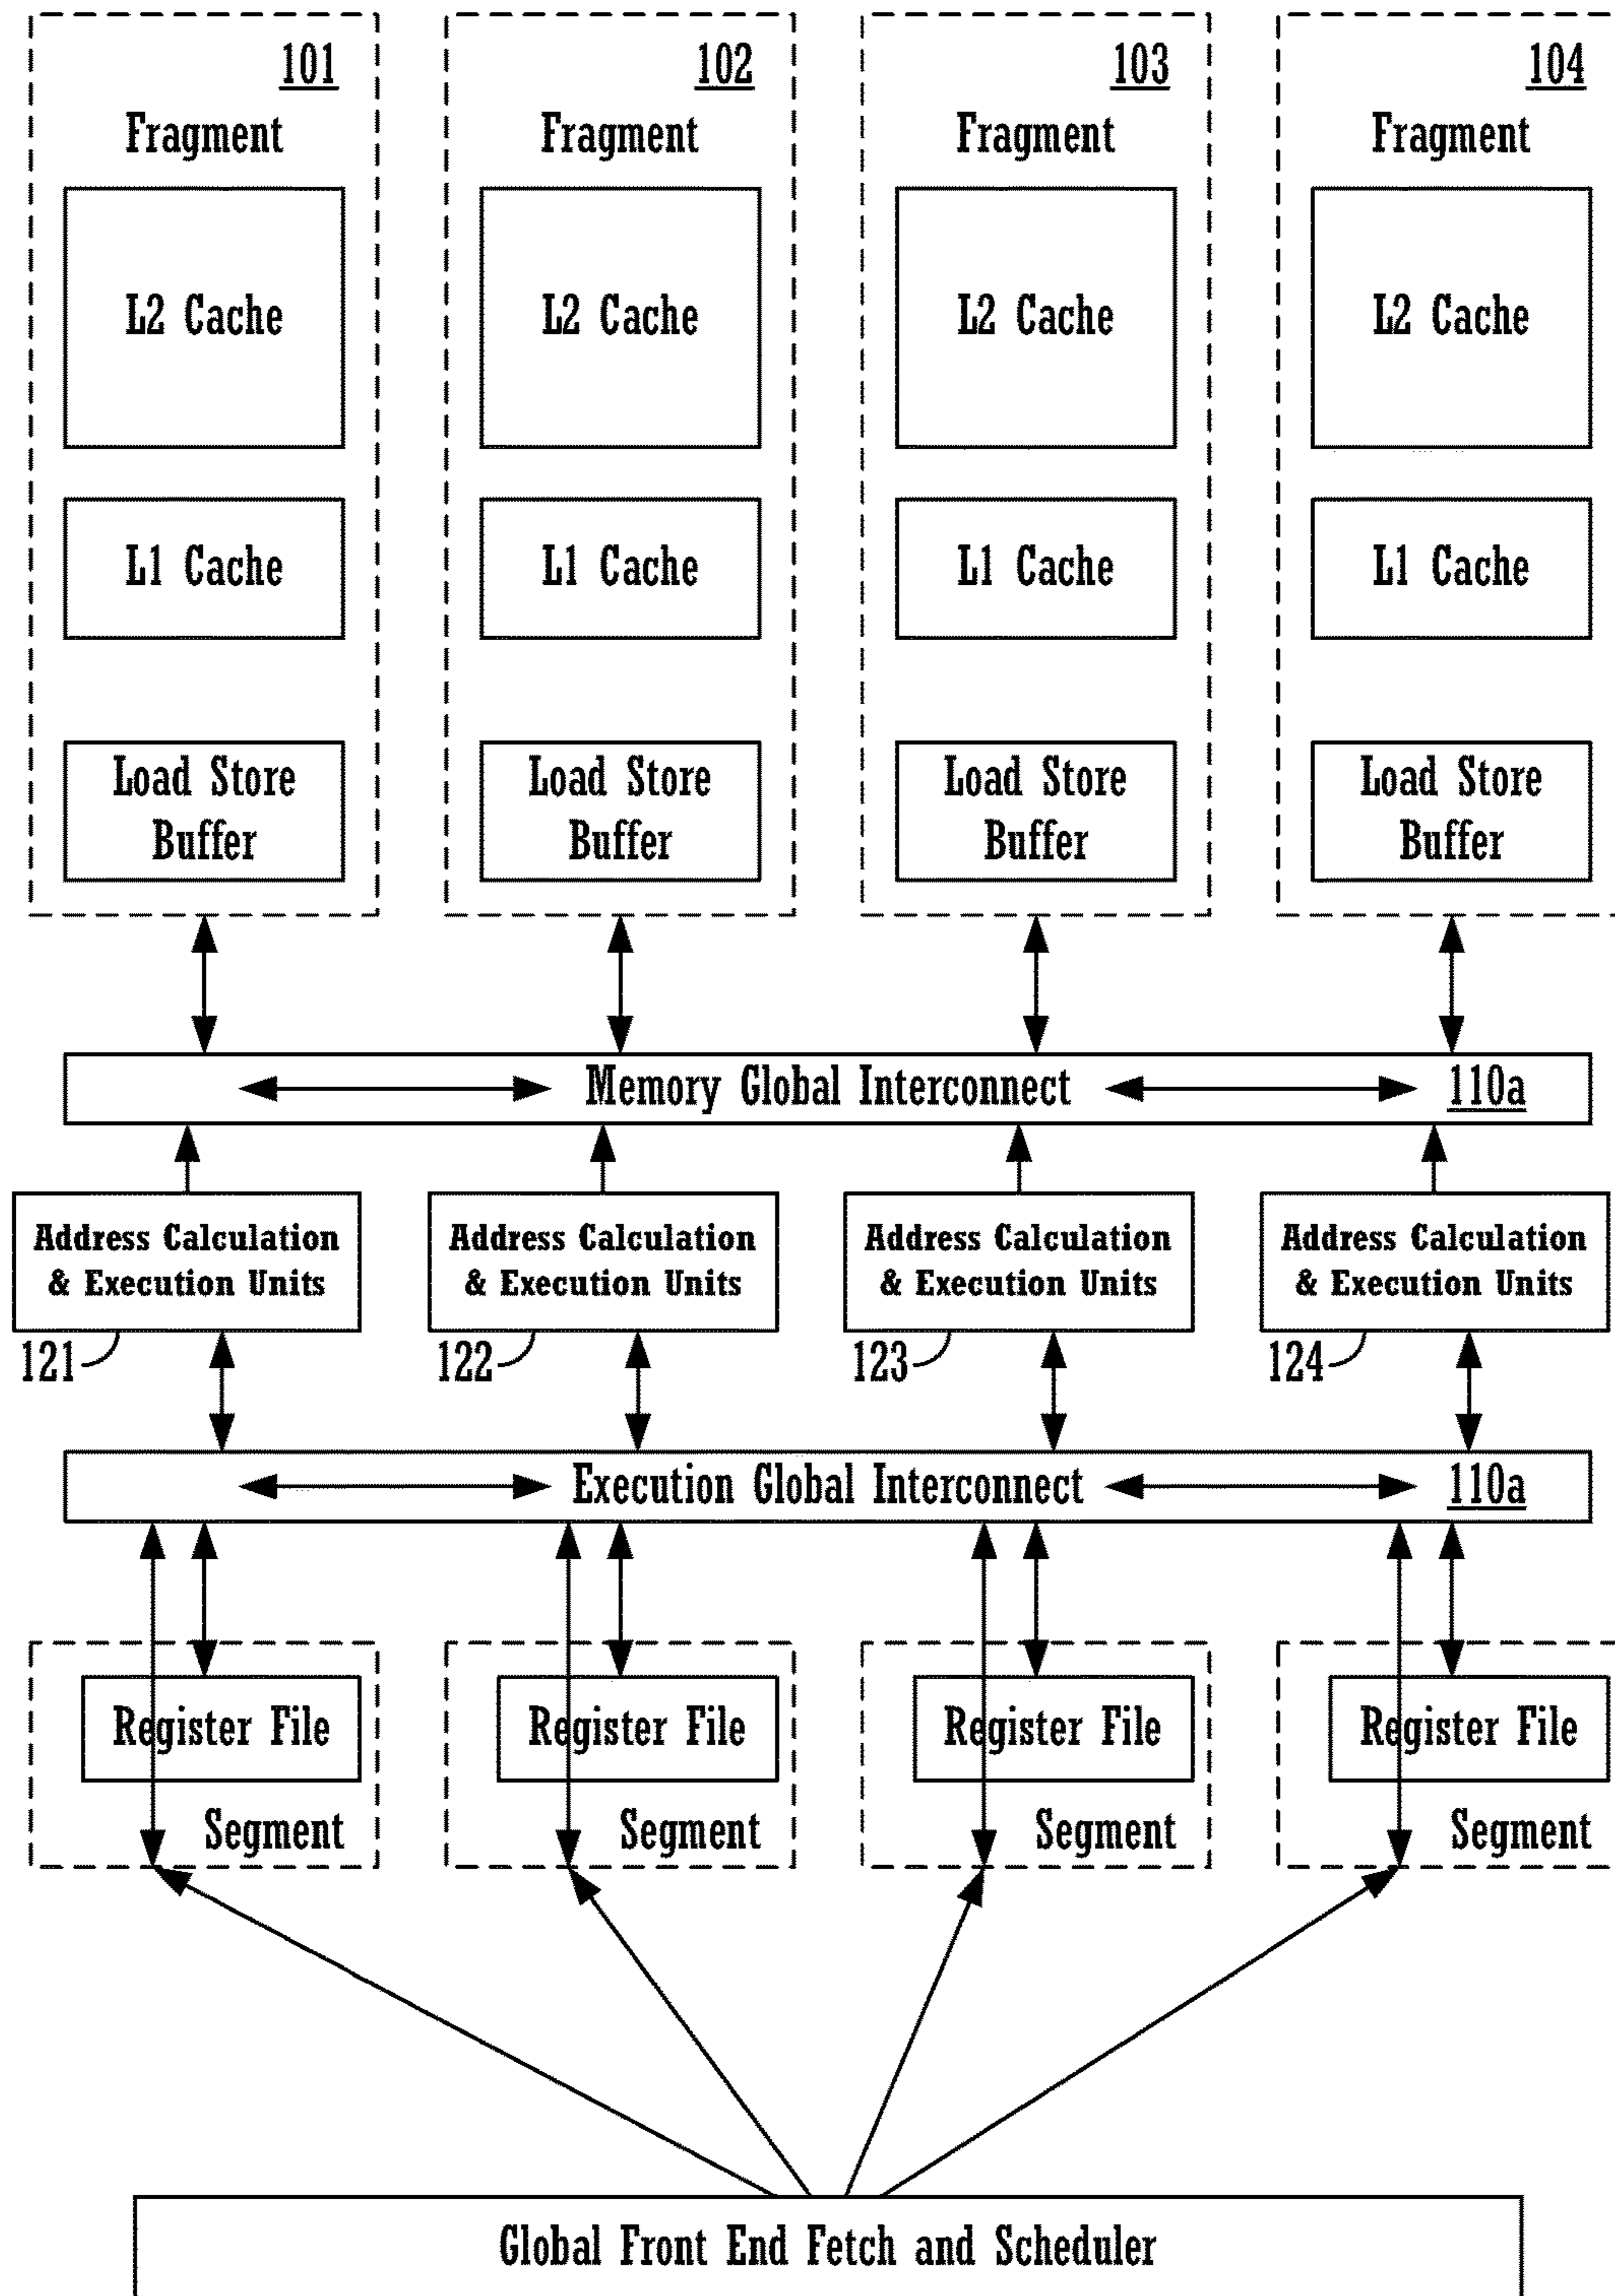 101
102
103
104
Fragment
Fragment
Fragment
Fragment
L2 Cache
L2 Cache
L2 Cache
L2 Cache
L1 Cache
L1 Cache
L1 Cache
L1 Cache
Load Store
Buffer
Load Store
Buffer
Load Store
Buffer
Load Store
Buffer
Memory Global Interconnect
110a
Address Calculation
& Execution Units
Address Calculation
& Execution Units
Address Calculation
& Execution Units
Address Calculation
& Execution Units
121
122
123
124
Execution Global Interconnect
110a
Register File
Register File
Register File
Register File
Segment
Segment
Segment
Segment
Global Front End Fetch and Scheduler